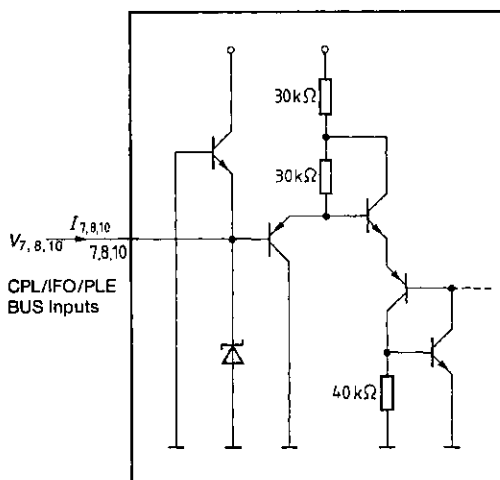 30kΩ
30kΩ
I7,8,10
V7,8,10
7,8,10
CPL/IFO/PLE
BUS Inputs
40kΩ